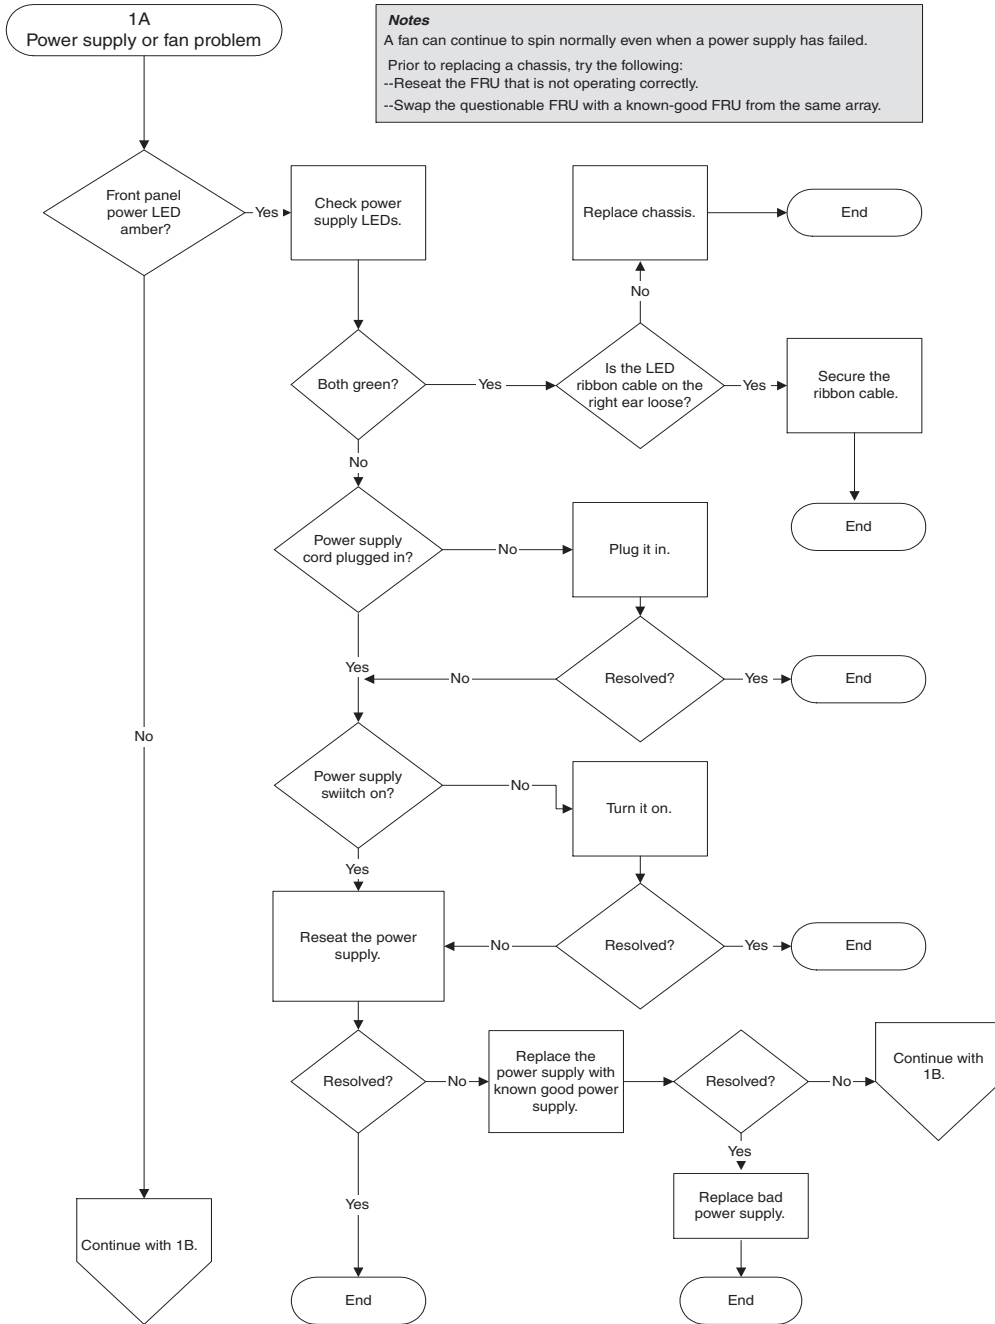 1A
Power supply or fan problem
Notes
A fan can continue to spin normally even when a power supply has failed.
Prior to replacing a chassis, try the following:
--Reseat the FRU that is not operating correctly.
--Swap the questionable FRU with a known-good FRU from the same array.
Front panel
power LED
amber?
Yes
Check power
supply LEDs.
Replace chassis.
End
No
Both green?
Yes
Is the LED
ribbon cable on the
right ear loose?
Yes
Secure the
ribbon cable.
No
End
Power supply
cord plugged in?
No
Plug it in.
Yes
No
Resolved?
Yes
End
No
Power supply
swiitch on?
No
Turn it on.
Yes
Reseat the power
supply.
No
Resolved?
Yes
End
Resolved?
No
Replace the
power supply with
known good power
supply.
Resolved?
No
Continue with
1B.
Yes
Yes
Replace bad
power supply.
Continue with 1B.
End
End